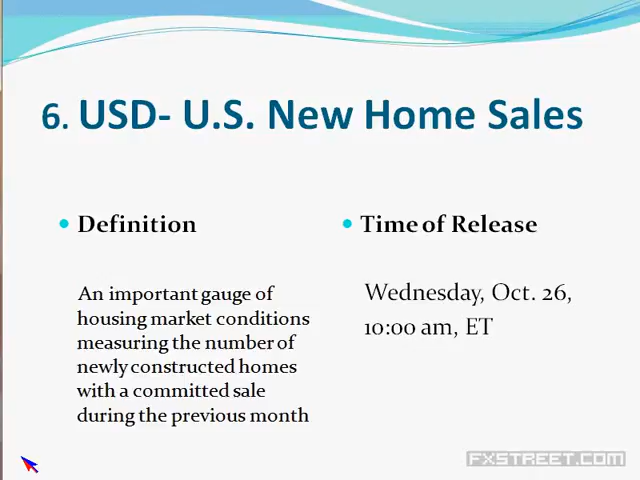 6. USD- U.S. New Home Sales
Definition
An important gauge of
housing market conditions
measuring the number of
newly constructed homes
with a committed sale
during the previous month
Time of Release
Wednesday, Oct. 26,
10:00 am, ET
FXSTREET.COM